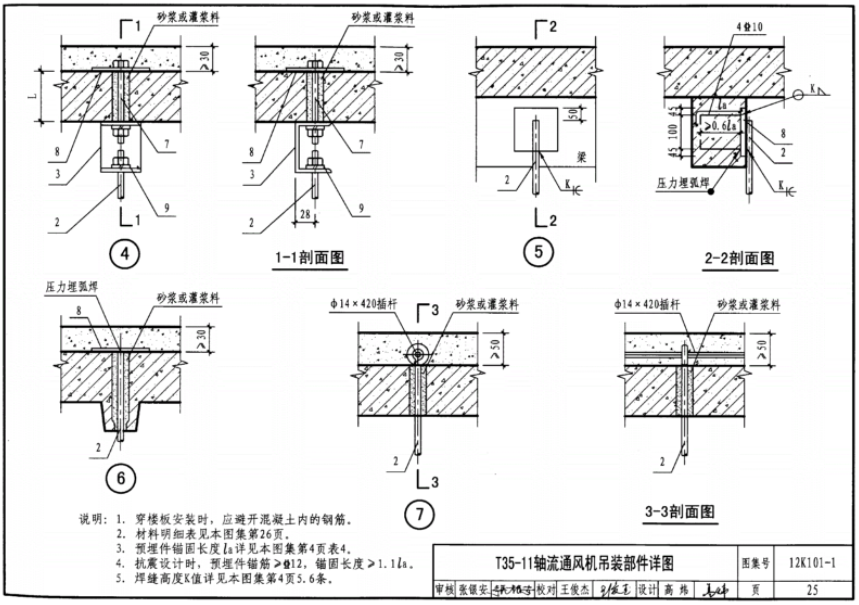 砂浆或灌浆料
1
≥30
L
8
3
2
7
9
1
④
砂浆或灌浆料
≥30
8
3
2
7
9
28
1-1剖面图
2
50
梁
2
K
2
⑤
4Φ10
la
K
45
100
45
≥0.6la
8
2
K
压力埋弧焊
2-2剖面图
压力埋弧焊
8
砂浆或灌浆料
≥30
2
⑥
φ14×420插杆
3
砂浆或灌浆料
≥50
2
3
⑦
φ14×420插杆
砂浆或灌浆料
≥50
2
3-3剖面图
说明：1. 穿楼板安装时，应避开混凝土内的钢筋。
2. 材料明细表见本图集第26页。
3. 预埋件锚固长度la详见本图集第4页表4。
4. 抗震设计时，预埋件锚筋≥Φ12，锚固长度≥1.1la。
5. 焊缝高度K值详见本图集第4页5.6条。
T35-11轴流通风机吊装部件详图
图集号
12K101-1
审核 张银安 校对 王俊杰 设计 高炜
页
25